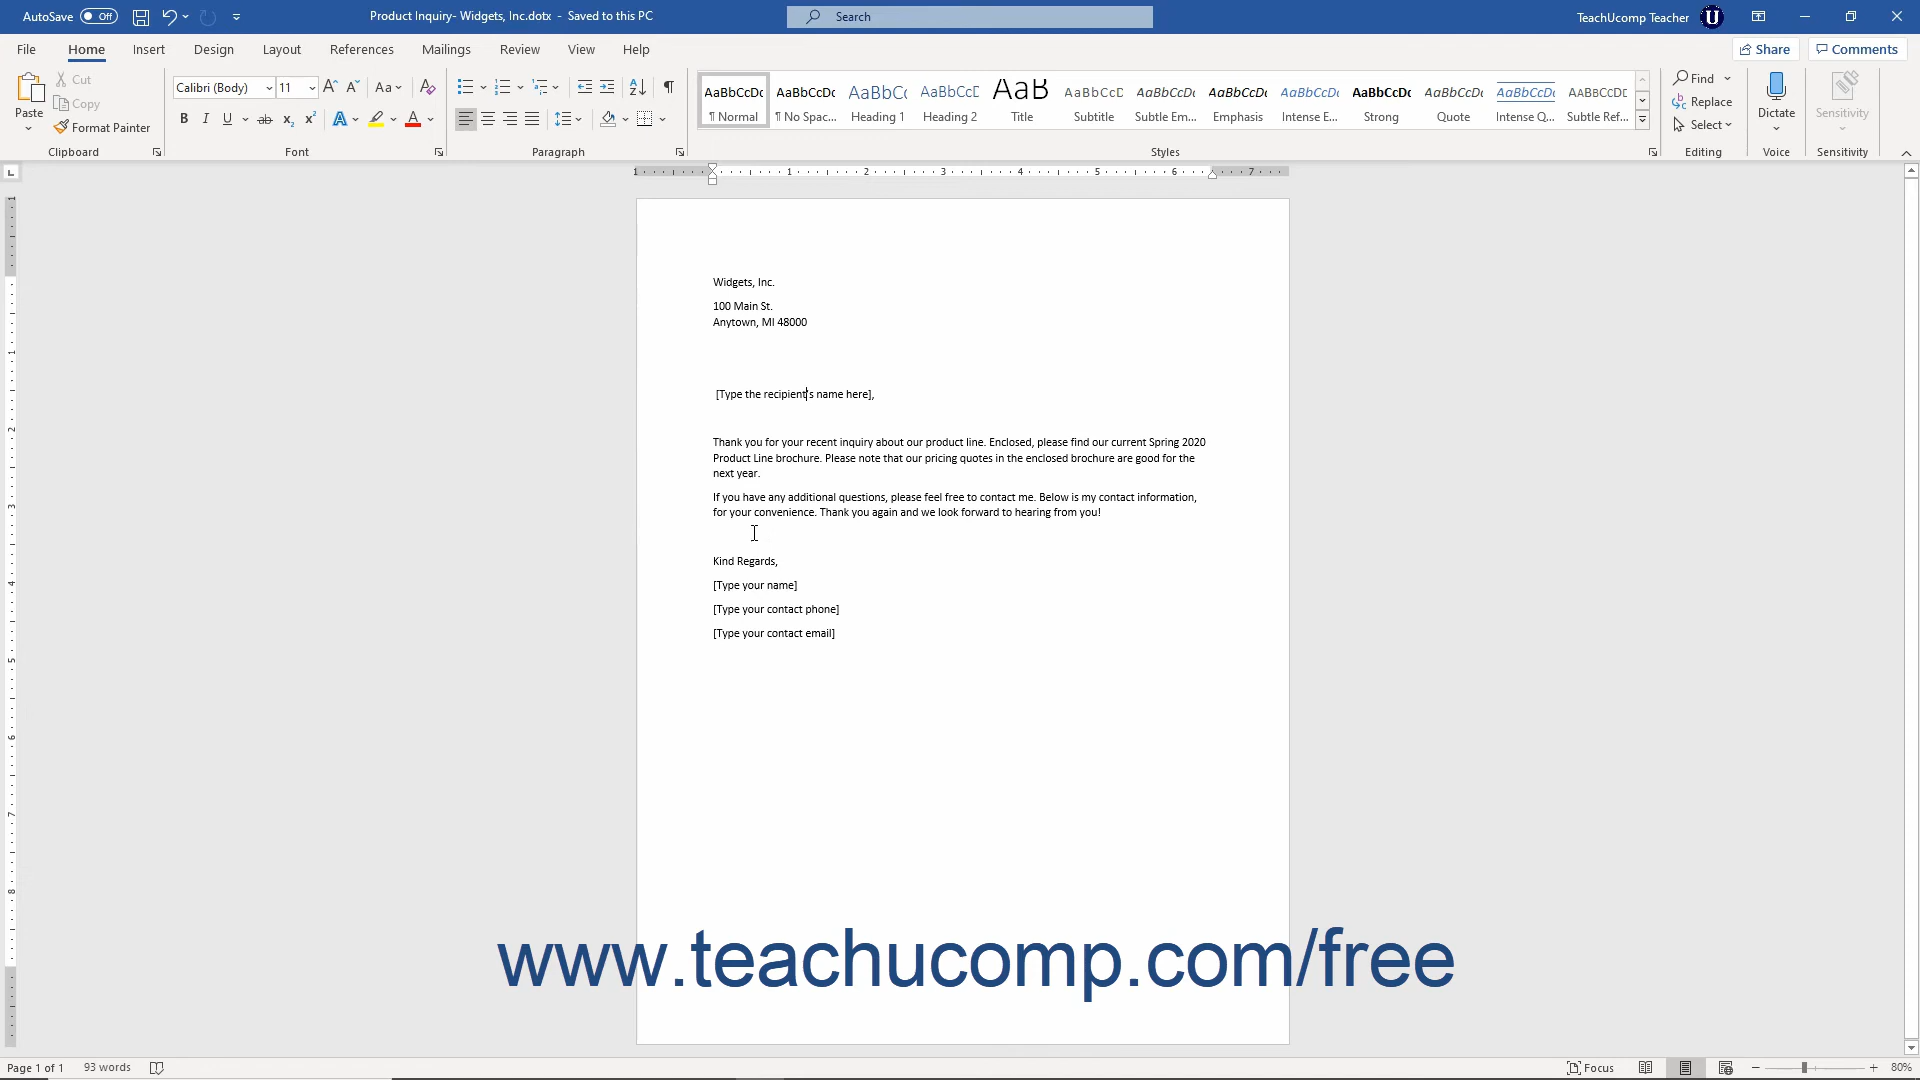 AutoSave Off Product Inquiry- Widgets, Inc.dotx - Saved to this PC Search TeachUcomp Teacher U
File Home Insert Design Layout References Mailings Review View Help Share Comments
Paste Cut Copy Format Painter
Calibri (Body) 11
AaBbCcDc AaBbCcDc AaBbCc AaBbCcD AaB AaBbCcD AaBbCcDc AaBbCcDc AaBbCcDc AaBbCcDc AaBbCcDc AaBbCcDc AaBbCcDc
¶ Normal ¶ No Spac... Heading 1 Heading 2 Title Subtitle Subtle Em... Emphasis Intense E... Strong Quote Intense Q... Subtle Ref...
Find Replace Select Dictate Sensitivity
Clipboard Font Paragraph Styles Editing Voice Sensitivity
1 1 2 3 4 5 6 7
Widgets, Inc.
100 Main St.
Anytown, MI 48000
[Type the recipient's name here],
Thank you for your recent inquiry about our product line. Enclosed, please find our current Spring 2020
Product Line brochure. Please note that our pricing quotes in the enclosed brochure are good for the
next year.
If you have any additional questions, please feel free to contact me. Below is my contact information,
for your convenience. Thank you again and we look forward to hearing from you!
Kind Regards,
[Type your name]
[Type your contact phone]
[Type your contact email]
www.teachucomp.com/free
Page 1 of 1 93 words Focus 80%